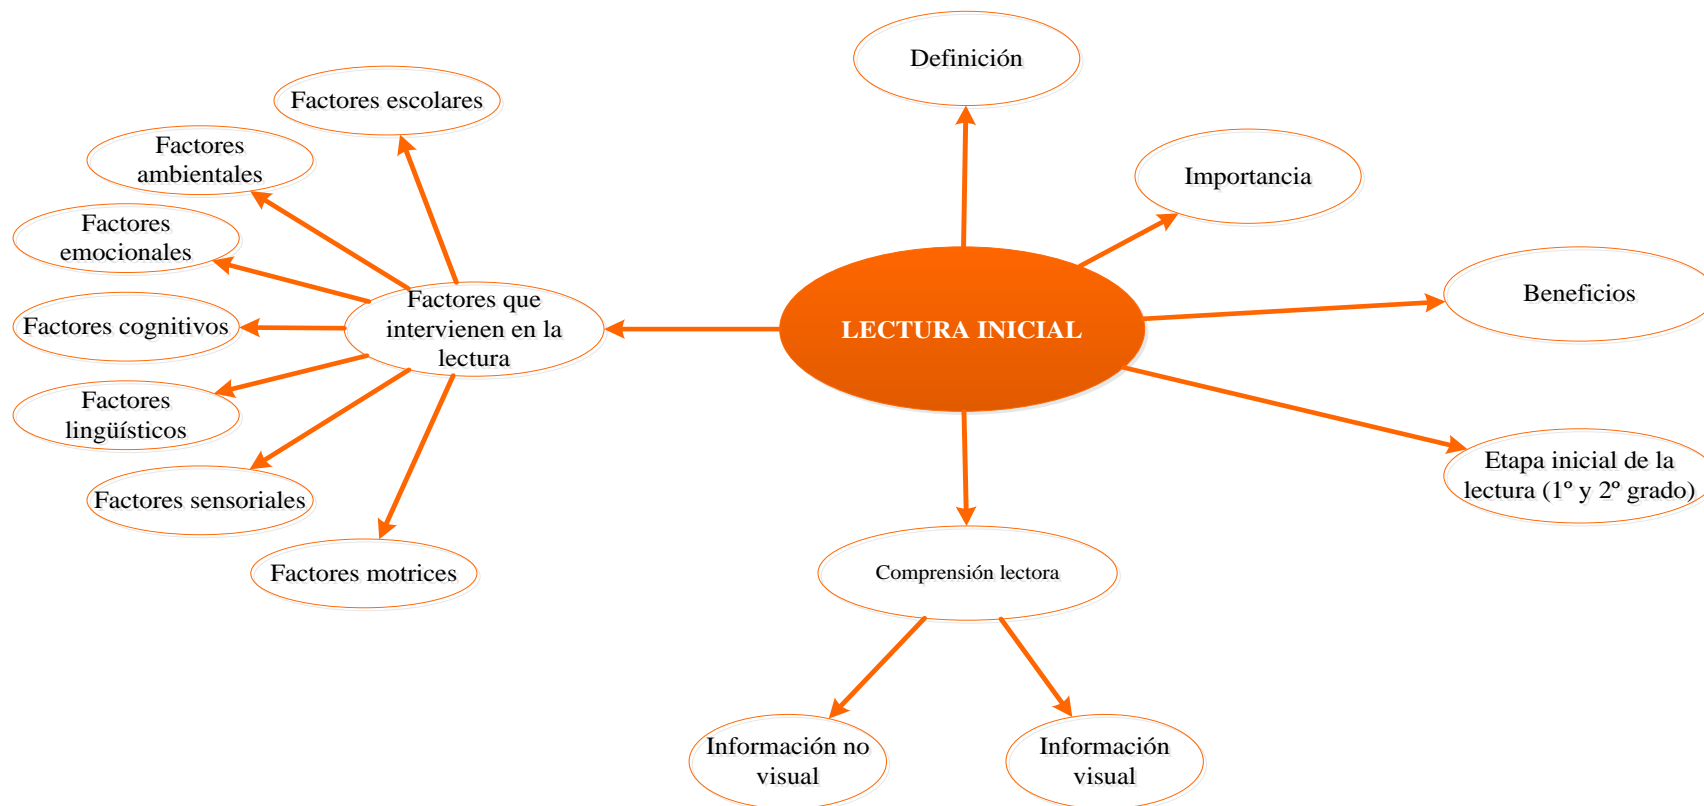 Definición
Factores escolares
Factores
ambientales
Importancia
Factores
emocionales
Beneficios
Factores que
intervienen en la
lectura
LECTURA INICIAL
Factores cognitivos
Factores
lingüísticos
Etapa inicial de la
lectura (1º y 2º grado)
Factores sensoriales
Factores motrices
Comprensión lectora
Información no
visual
Información
visual